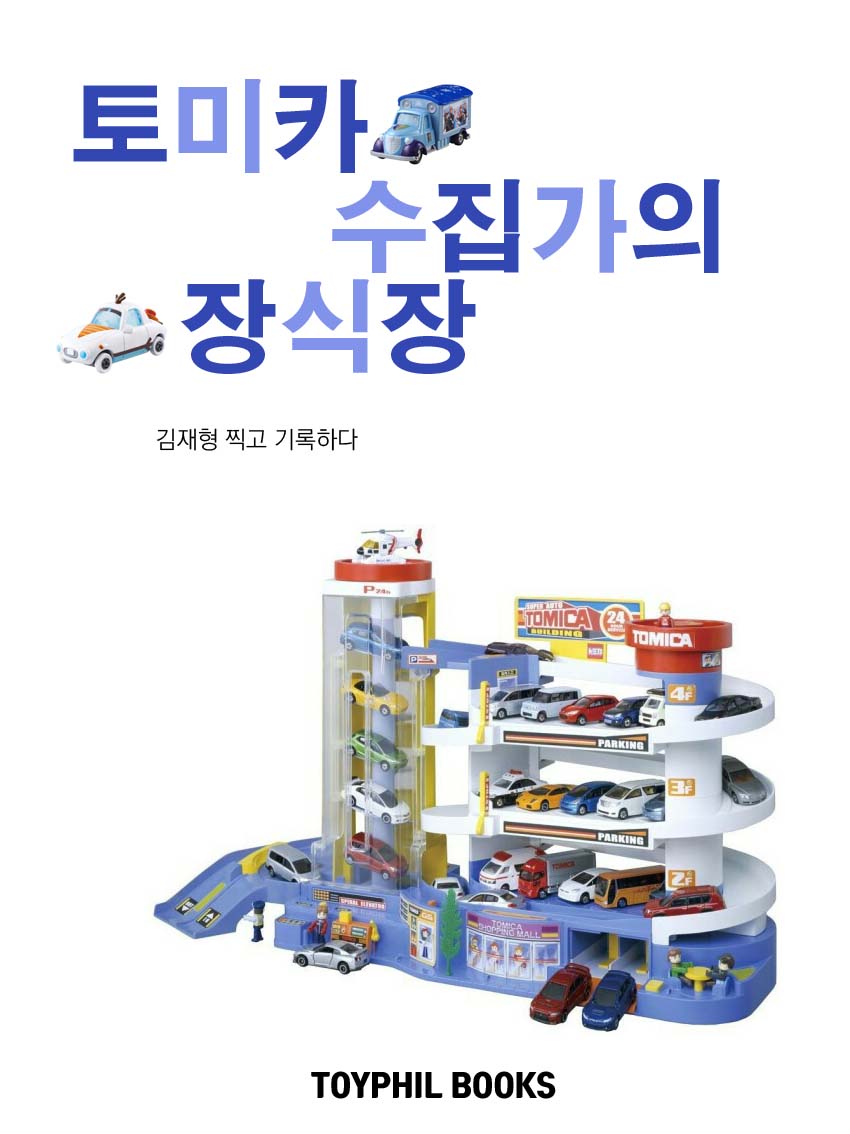 토미카
수집가의
장식장
김재형 찍고 기록하다
P 24h
SUPER AUTO
TOMICA
BUILDING
24
TOMICA
4F
PARKING
3F
PARKING
2F
SPIRAL ELEVATOR
TOMICA
GS
TOMICA
SHOPPING MALL
TOYPHIL BOOKS